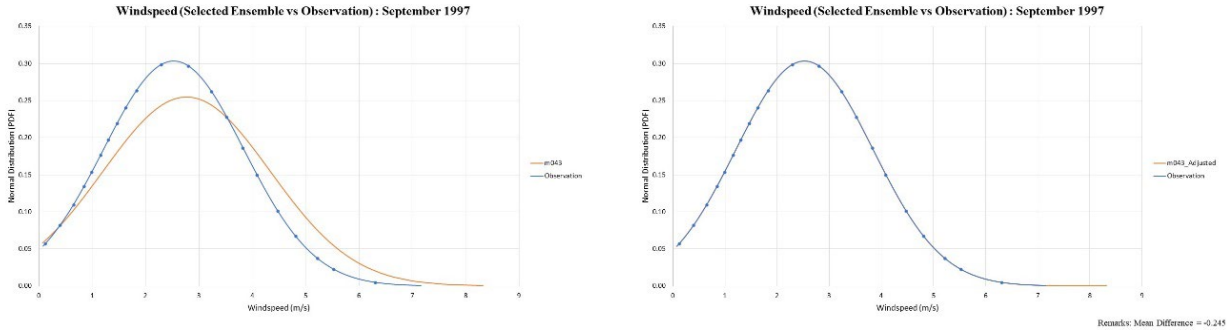 Windspeed (Selected Ensemble vs Observation) : September 1997
0.35
0.30
0.25
0.20
0.15
0.10
0.05
0.00
Normal Distribution (PDF)
0 1 2 3 4 5 6 7 8 9
Windspeed (m/s)
m043
Observation
Windspeed (Selected Ensemble vs Observation) : September 1997
0.35
0.30
0.25
0.20
0.15
0.10
0.05
0.00
Normal Distribution (PDF)
0 1 2 3 4 5 6 7 8 9
Windspeed (m/s)
m043_Adjusted
Observation
Remarks: Mean Difference = -0.245